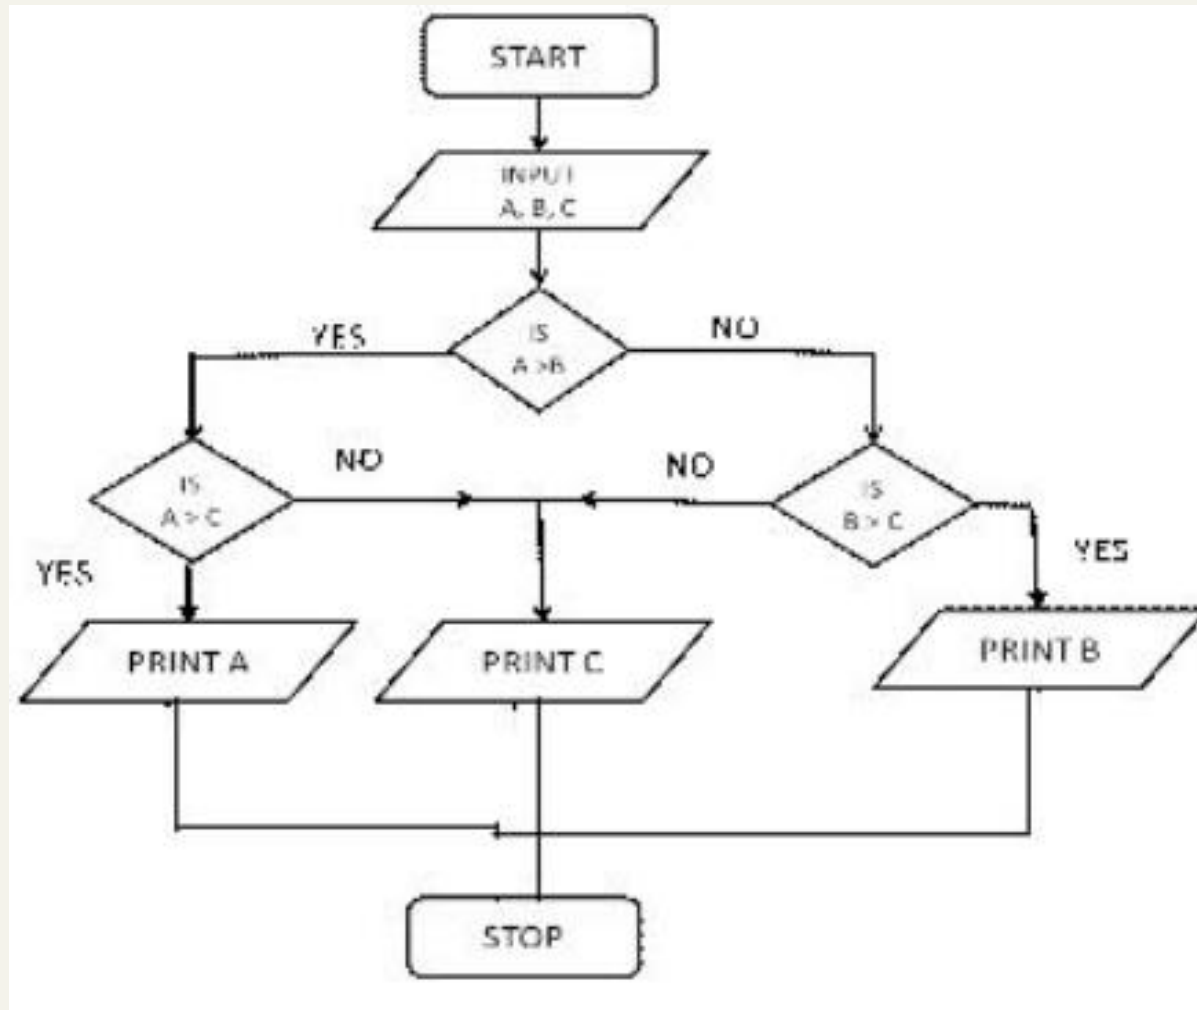 START
INPUT
A, B, C
YES
IS
A >B
NO
IS
A > C
NO
NO
IS
B > C
YES
YES
PRINT A
PRINT C
PRINT B
STOP